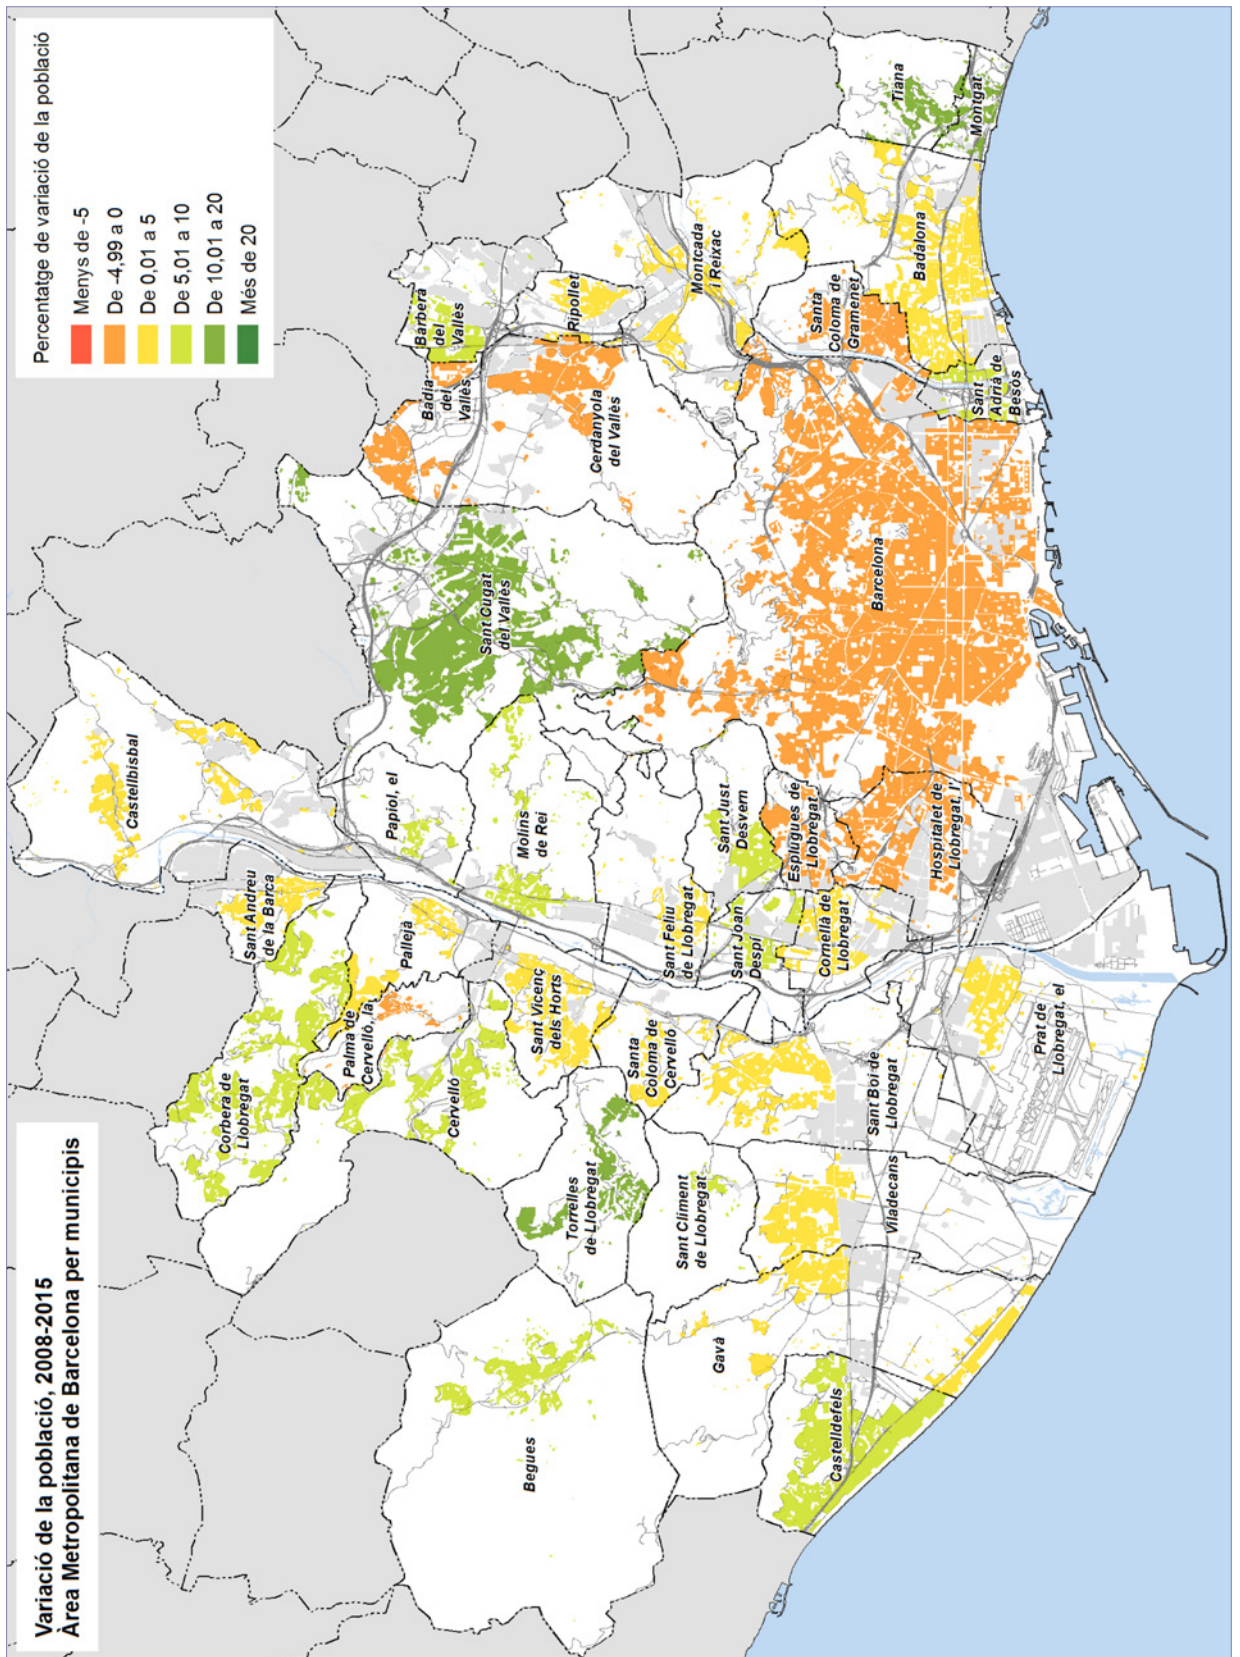 Variació de la població, 2008-2015
Àrea Metropolitana de Barcelona per municipis
Percentatge de variació de la població
Menys de -5
De -4,99 a 0
De 0,01 a 5
De 5,01 a 10
De 10,01 a 20
Més de 20
Castellbisbal
Sant Andreu
de la Barca
Corbera de
Llobregat
Papiol, el
Pallejà
Palma de
Cervelló, la
Cervelló
Molins
de Rei
Sant Cugat
del Vallès
Badia
del
Vallès
Barberà
del
Vallès
Ripollet
Cerdanyola
del Vallès
Montcada
i Reixac
Tiana
Montgat
Badalona
Santa
Coloma de
Gramenet
Sant
Adrià de
Besòs
Barcelona
Sant Vicenç
dels Horts
Torrelles
de Llobregat
Santa
Coloma de
Cervelló
Sant Feliu
de Llobregat
Sant Just
Desvern
Sant Joan
Despí
Esplugues de
Llobregat
Cornellà de
Llobregat
Hospitalet de
Llobregat, l'
Begues
Sant Climent
de Llobregat
Gavà
Castelldefels
Viladecans
Sant Boi de
Llobregat
Prat de
Llobregat, el